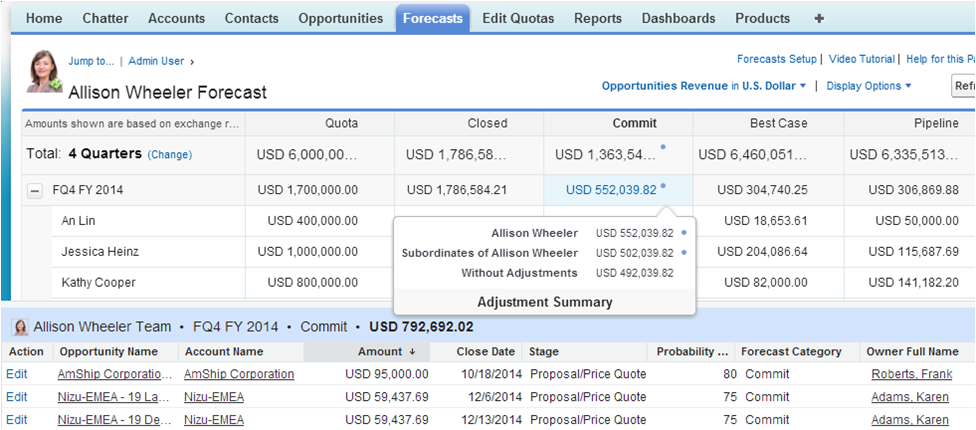 Home Chatter Accounts Contacts Opportunities Forecasts Edit Quotas Reports Dashboards Products +
Jump to... | Admin User › Forecasts Setup | Video Tutorial | Help for this Pa
Allison Wheeler Forecast Opportunities Revenue in U.S. Dollar ▼ | Display Options ▼ Refr
Amounts shown are based on exchange r... Quota Closed Commit Best Case Pipeline
Total: 4 Quarters (Change) USD 6,000,00... USD 1,786,58... USD 1,363,54... USD 6,460,051... USD 6,335,513...
FQ4 FY 2014 USD 1,700,000.00 USD 1,786,584.21 USD 552,039.82 USD 304,740.25 USD 306,869.88
An Lin USD 400,000.00 USD 18,653.61 USD 50,000.00
Jessica Heinz USD 1,000,000.00 USD 204,086.64 USD 115,687.69
Kathy Cooper USD 800,000.00 USD 82,000.00 USD 141,182.20
Allison Wheeler USD 552,039.82
Subordinates of Allison Wheeler USD 502,039.82
Without Adjustments USD 492,039.82
Adjustment Summary
Allison Wheeler Team • FQ4 FY 2014 • Commit • USD 792,692.02
Action Opportunity Name Account Name Amount ↓ Close Date Stage Probability ... Forecast Category Owner Full Name
Edit AmShip Corporatio... AmShip Corporation USD 95,000.00 10/18/2014 Proposal/Price Quote 80 Commit Roberts, Frank
Edit Nizu-EMEA - 19 La... Nizu-EMEA USD 59,437.69 12/6/2014 Proposal/Price Quote 75 Commit Adams, Karen
Edit Nizu-EMEA - 19 De... Nizu-EMEA USD 59,437.69 12/13/2014 Proposal/Price Quote 75 Commit Adams, Karen